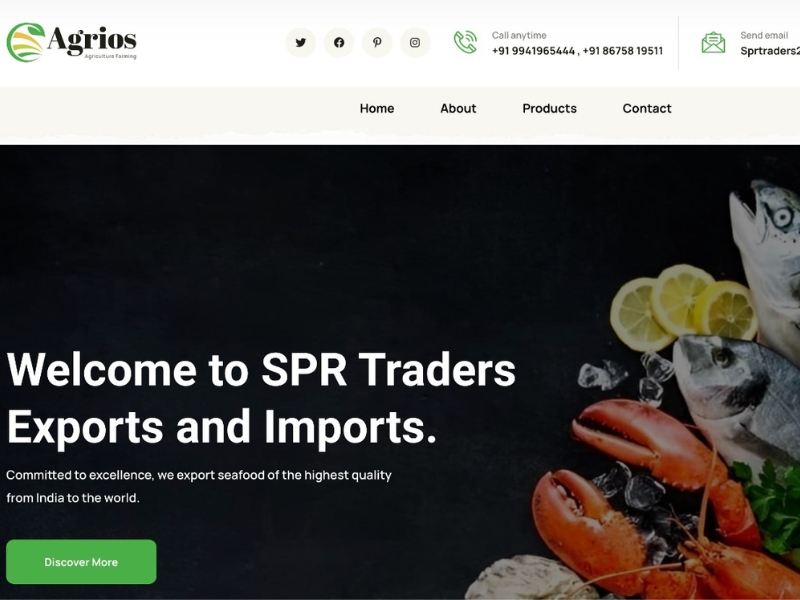 Agrios
Agriculture Farming
Call anytime
+91 9941965444 , +91 86758 19511
Send email
Sprtraders2
Home
About
Products
Contact
Welcome to SPR Traders
Exports and Imports.
Committed to excellence, we export seafood of the highest quality
from India to the world.
Discover More